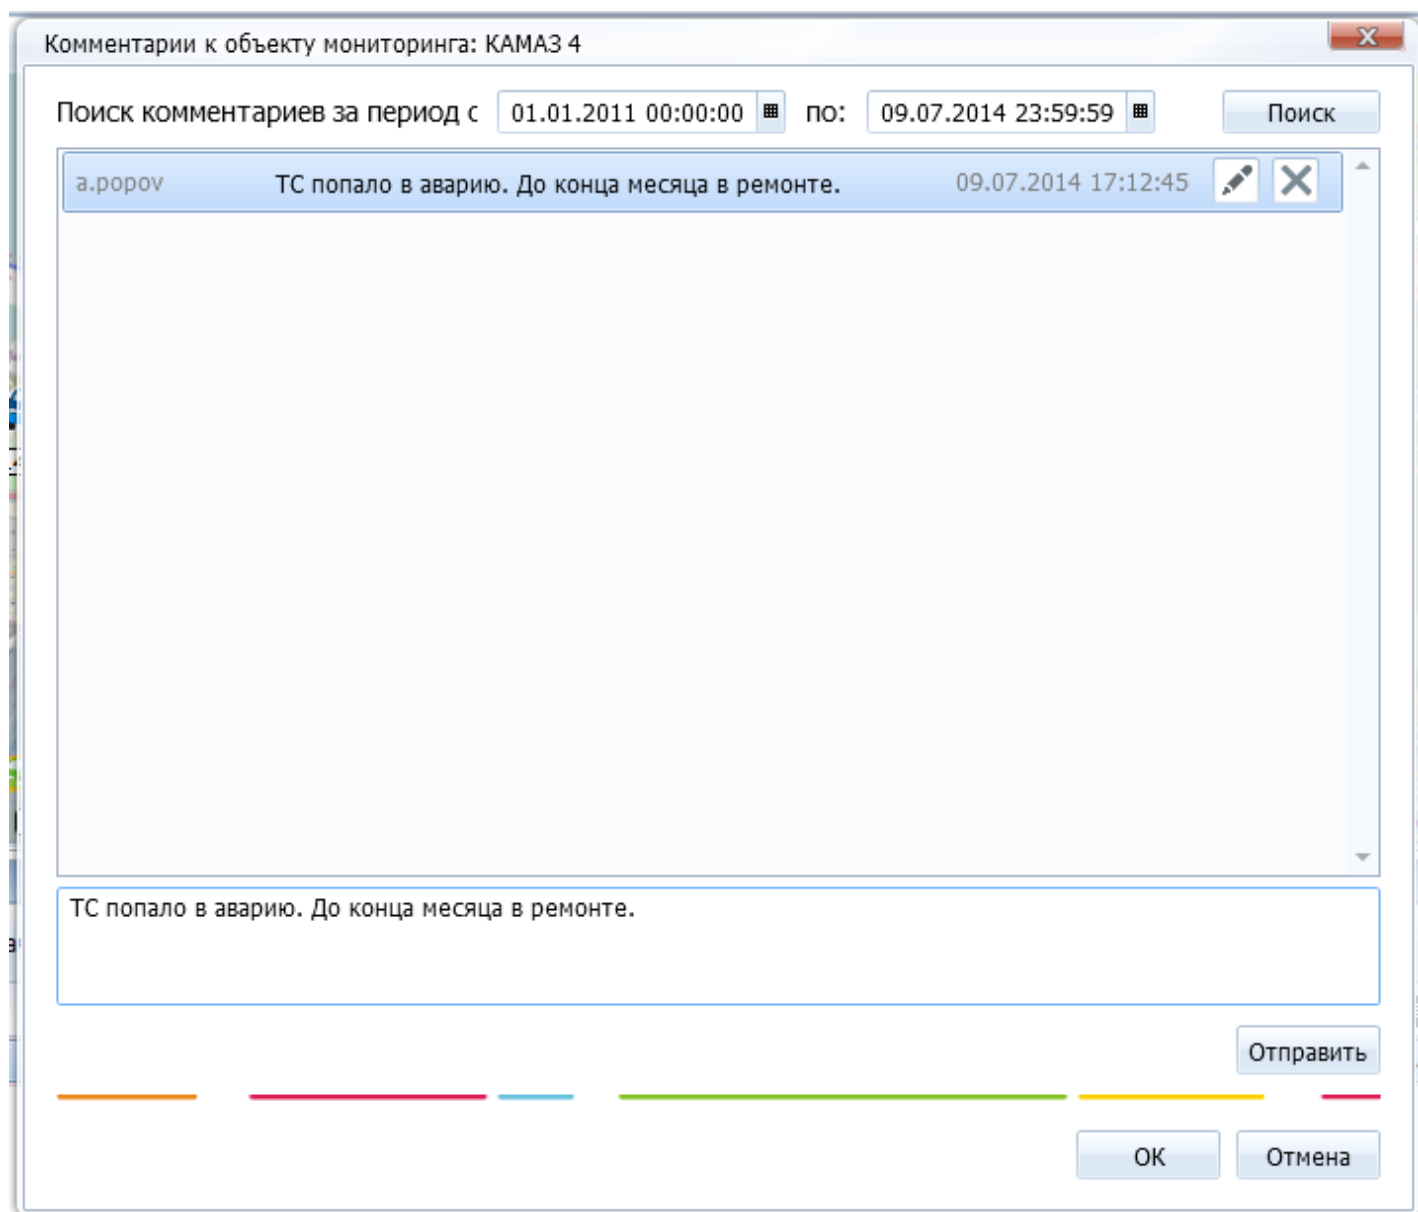 Комментарии к объекту мониторинга: КАМАЗ 4
Поиск комментариев за период с 01.01.2011 00:00:00 по: 09.07.2014 23:59:59 Поиск
a.popov ТС попало в аварию. До конца месяца в ремонте. 09.07.2014 17:12:45
ТС попало в аварию. До конца месяца в ремонте.
Отправить
ОК Отмена